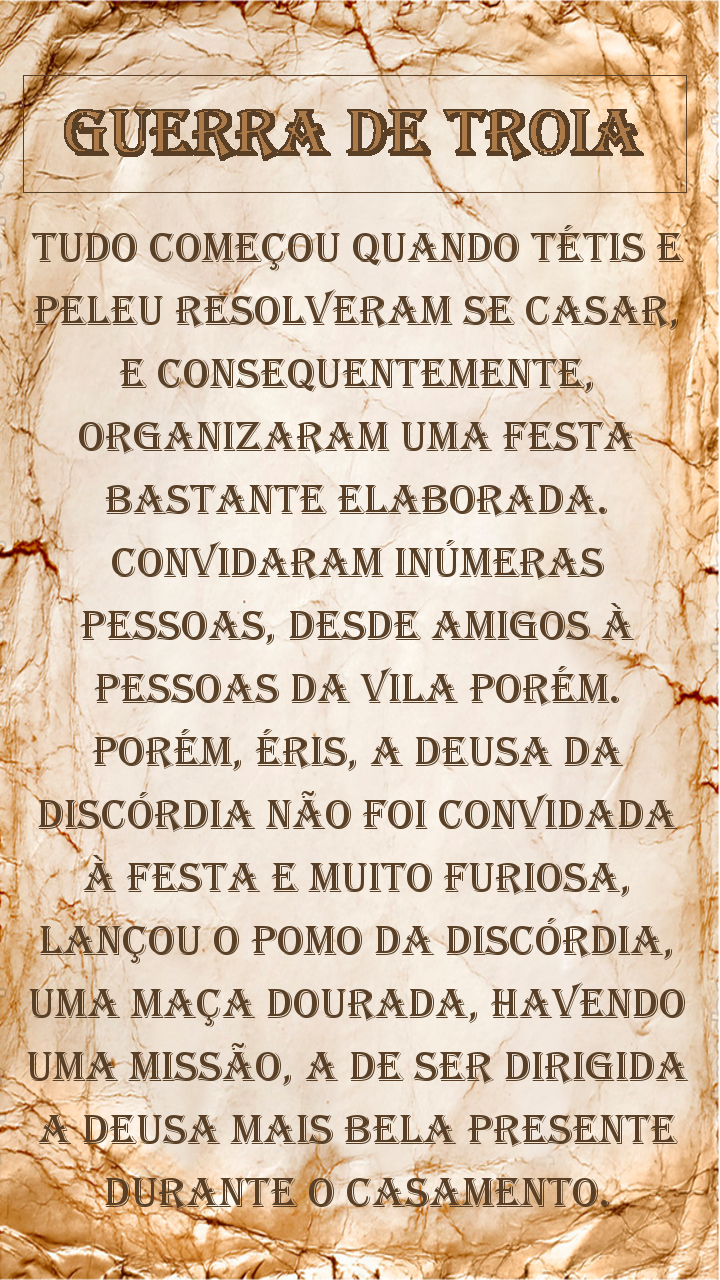 GUERRA DE TROIA
TUDO COMEÇOU QUANDO TÉTIS E
PELEU RESOLVERAM SE CASAR,
E CONSEQUENTEMENTE,
ORGANIZARAM UMA FESTA
BASTANTE ELABORADA.
CONVIDARAM INÚMERAS
PESSOAS, DESDE AMIGOS À
PESSOAS DA VILA PORÉM.
PORÉM, ÉRIS, A DEUSA DA
DISCÓRDIA NÃO FOI CONVIDADA
À FESTA E MUITO FURIOSA,
LANÇOU O POMO DA DISCÓRDIA,
UMA MAÇA DOURADA, HAVENDO
UMA MISSÃO, A DE SER DIRIGIDA
A DEUSA MAIS BELA PRESENTE
DURANTE O CASAMENTO.